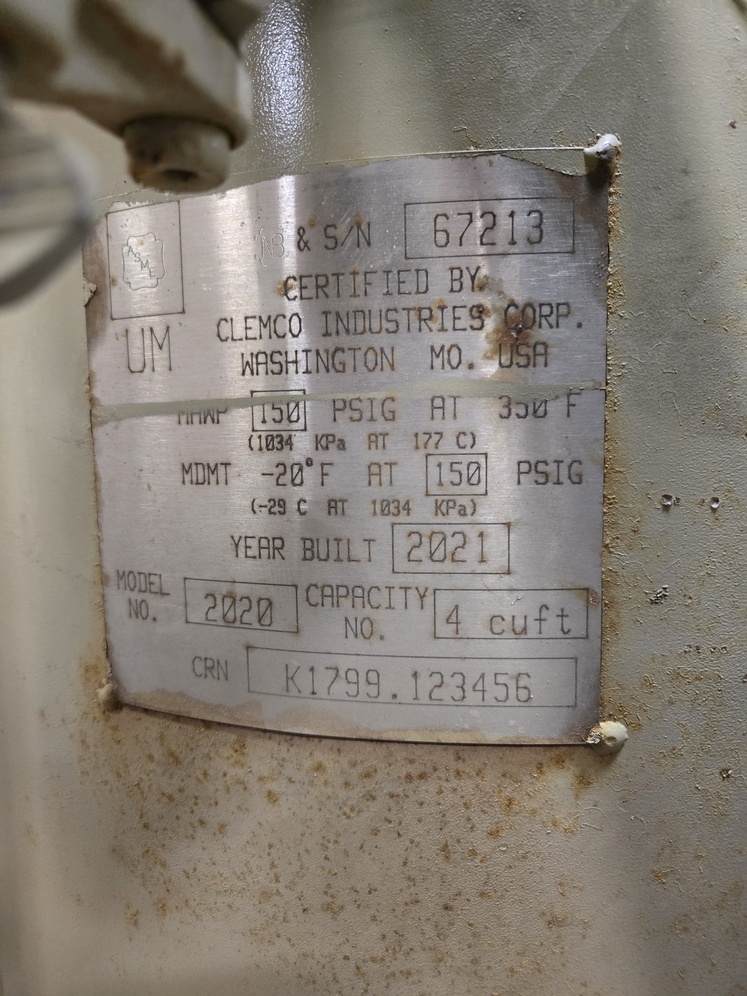 ASME
NB & S/N 67213
CERTIFIED BY
CLEMCO INDUSTRIES CORP.
UM
WASHINGTON MO. USA
MAWP 150 PSIG AT 350°F
(1034 KPa AT 177 C)
MDMT -20°F AT 150 PSIG
(-29 C AT 1034 KPa)
YEAR BUILT 2021
MODEL NO. 2020 CAPACITY NO. 4 cuft
CRN K1799.123456